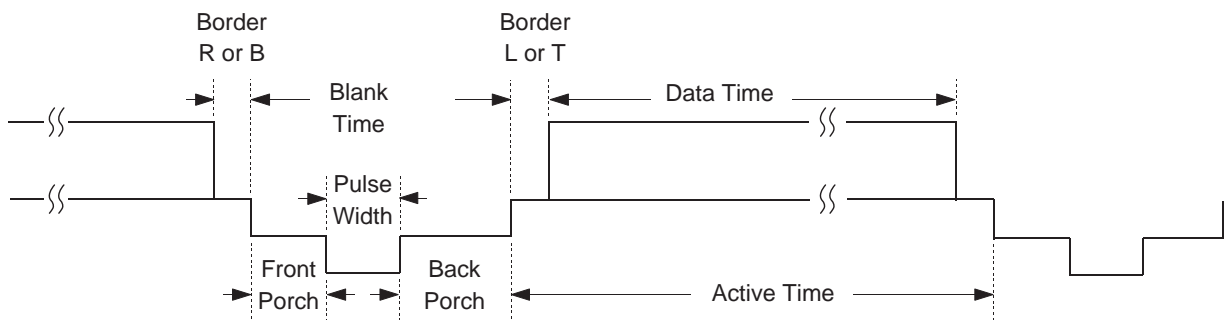 Border
R or B
Border
L or T
Blank
Time
Data Time
Pulse
Width
Front
Porch
Back
Porch
Active Time